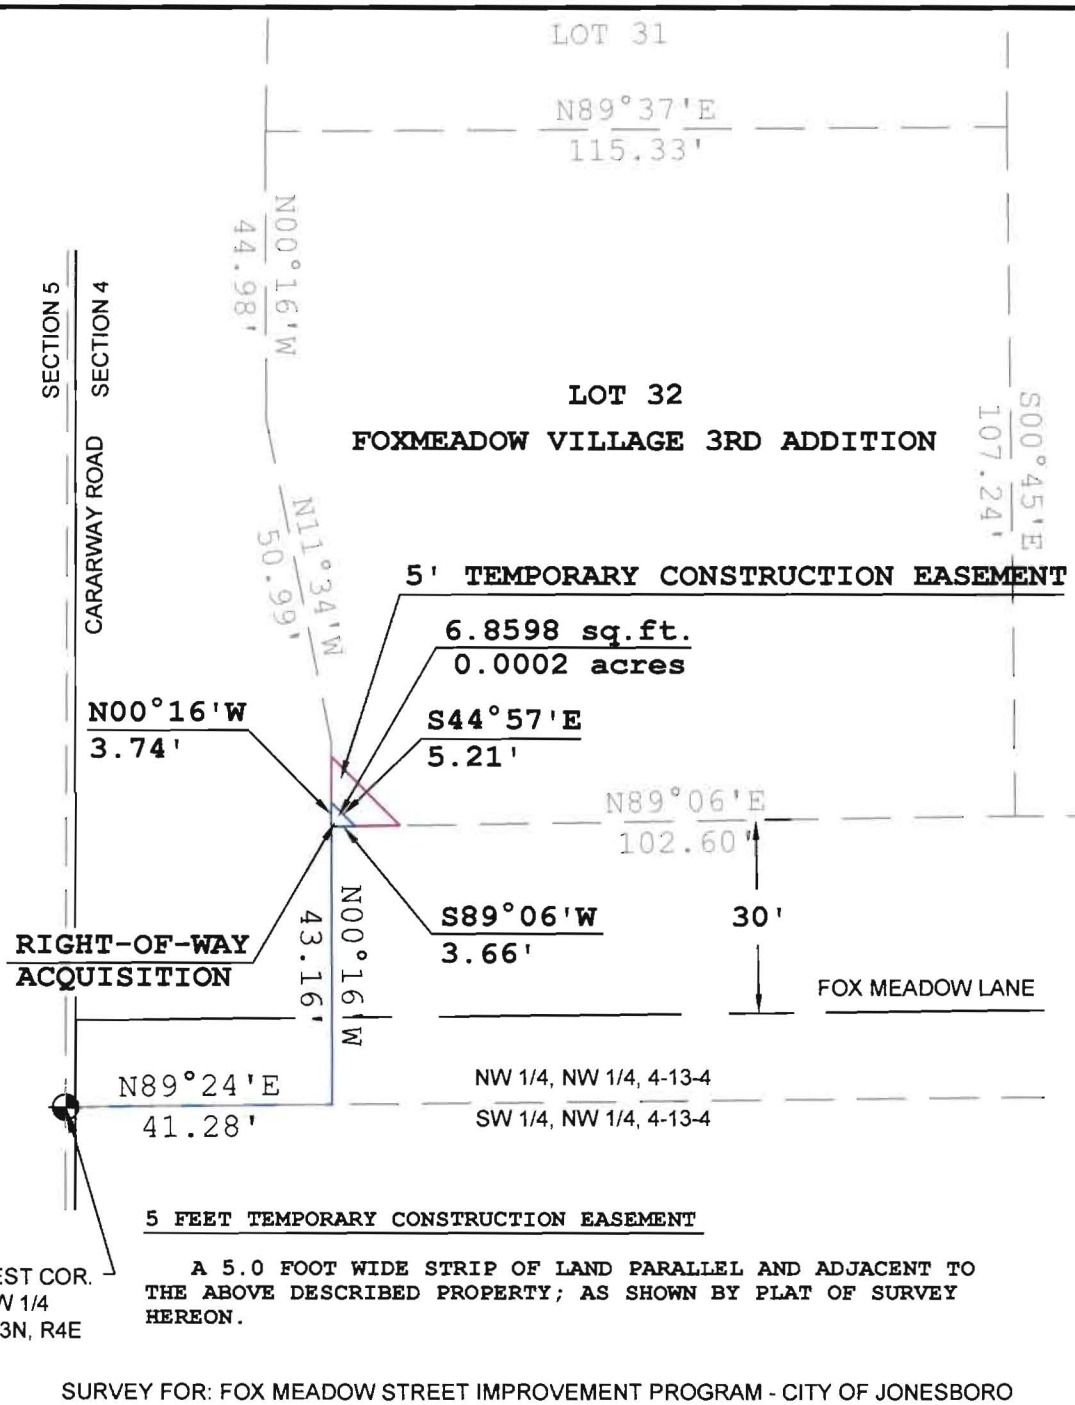 LOT 31
N89°37'E
115.33'
N00°16'W
44.98'
SECTION 5
SECTION 4
CARARWAY ROAD
LOT 32
FOXMEADOW VILLAGE 3RD ADDITION
S00°45'E
107.24'
N11°34'W
50.99'
5' TEMPORARY CONSTRUCTION EASEMENT
6.8598 sq.ft.
0.0002 acres
N00°16'W
3.74'
S44°57'E
5.21'
N89°06'E
102.60'
S89°06'W
3.66'
30'
RIGHT-OF-WAY
ACQUISITION
N00°16'W
43.16'
FOX MEADOW LANE
N89°24'E
41.28'
NW 1/4, NW 1/4, 4-13-4
SW 1/4, NW 1/4, 4-13-4
5 FEET TEMPORARY CONSTRUCTION EASEMENT
A 5.0 FOOT WIDE STRIP OF LAND PARALLEL AND ADJACENT TO
THE ABOVE DESCRIBED PROPERTY; AS SHOWN BY PLAT OF SURVEY
HEREON.
EST COR.
W 1/4
3N, R4E
SURVEY FOR: FOX MEADOW STREET IMPROVEMENT PROGRAM - CITY OF JONESBORO